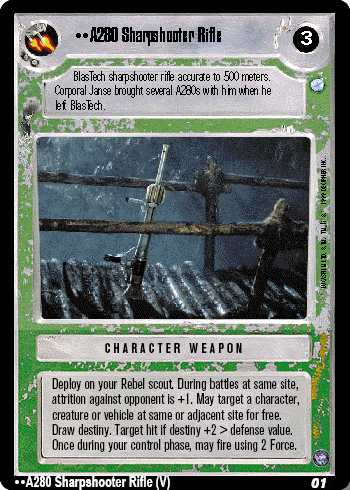 ••A280 Sharpshooter Rifle
3
BlasTech sharpshooter rifle accurate to 500 meters.
Corporal Janse brought several A280s with him when he
left BlasTech.
CHARACTER WEAPON
Deploy on your Rebel scout. During battles at same site,
attrition against opponent is +1. May target a character,
creature or vehicle at same or adjacent site for free.
Draw destiny. Target hit if destiny +2 > defense value.
Once during your control phase, may fire using 2 Force.
••A280 Sharpshooter Rifle (V)
01